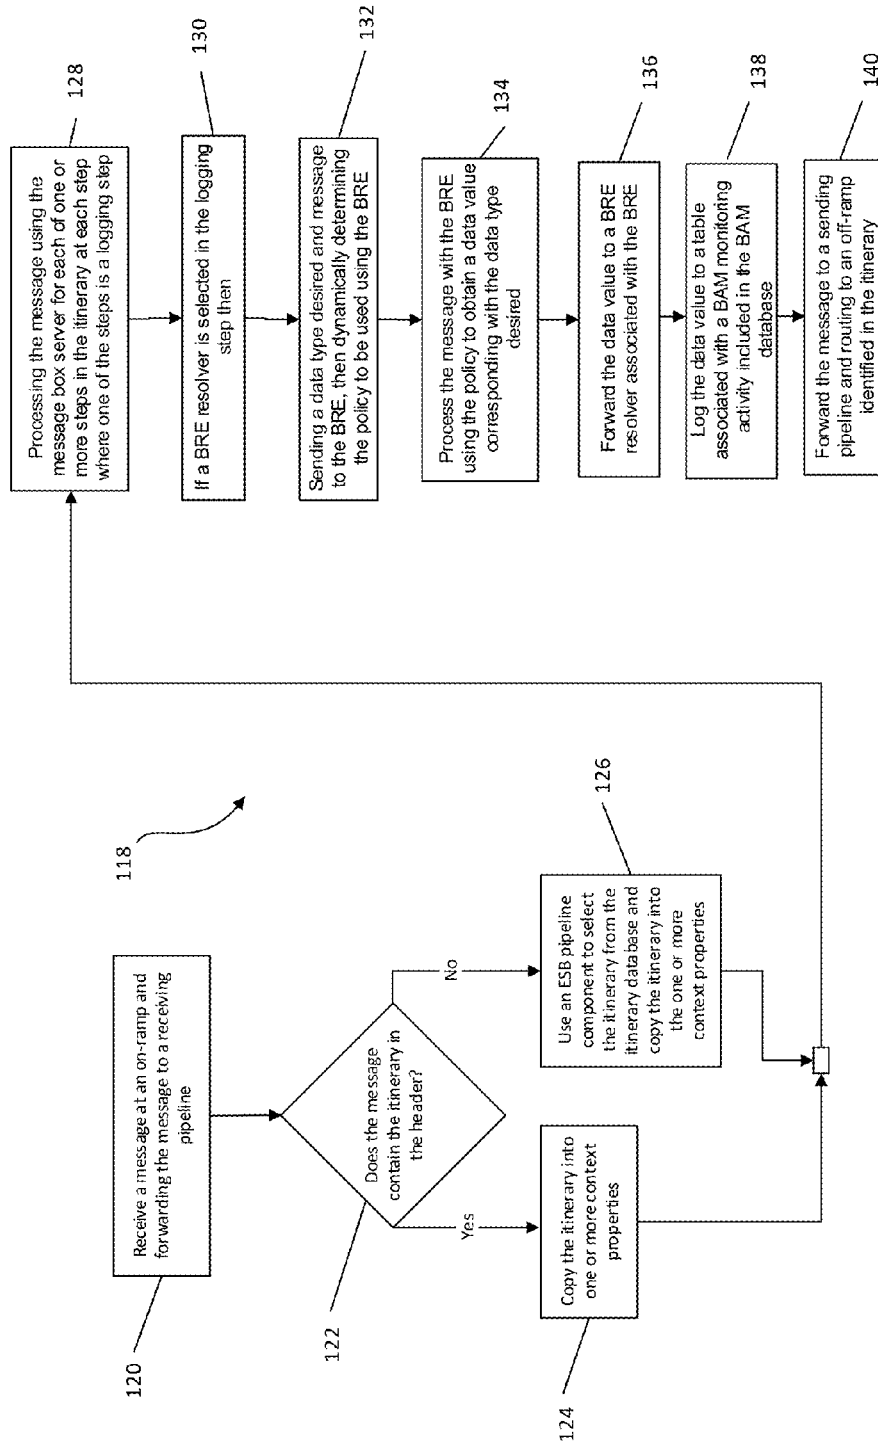 118
120
Receive a message at an on-ramp and
forwarding the message to a receiving
pipeline
122
Does the message
contain the itinerary in
the header?
Yes
No
124
Copy the itinerary into
one or more context
properties
126
Use an ESB pipeline
component to select
the itinerary from the
itinerary database and
copy the itinerary into
the one or more
context properties
128
Processing the message using the
message box server for each of one or
more steps in the itinerary at each step
where one of the steps is a logging step
130
If a BRE resolver is selected in the logging
step then
132
Sending a data type desired and message
to the BRE, then dynamically determining
the policy to be used using the BRE
134
Process the message with the BRE
using the policy to obtain a data value
corresponding with the data type
desired
136
Forward the data value to a BRE
resolver associated with the BRE
138
Log the data value to a table
associated with a BAM monitoring
activity included in the BAM
database
140
Forward the message to a sending
pipeline and routing to an off-ramp
identified in the itinerary